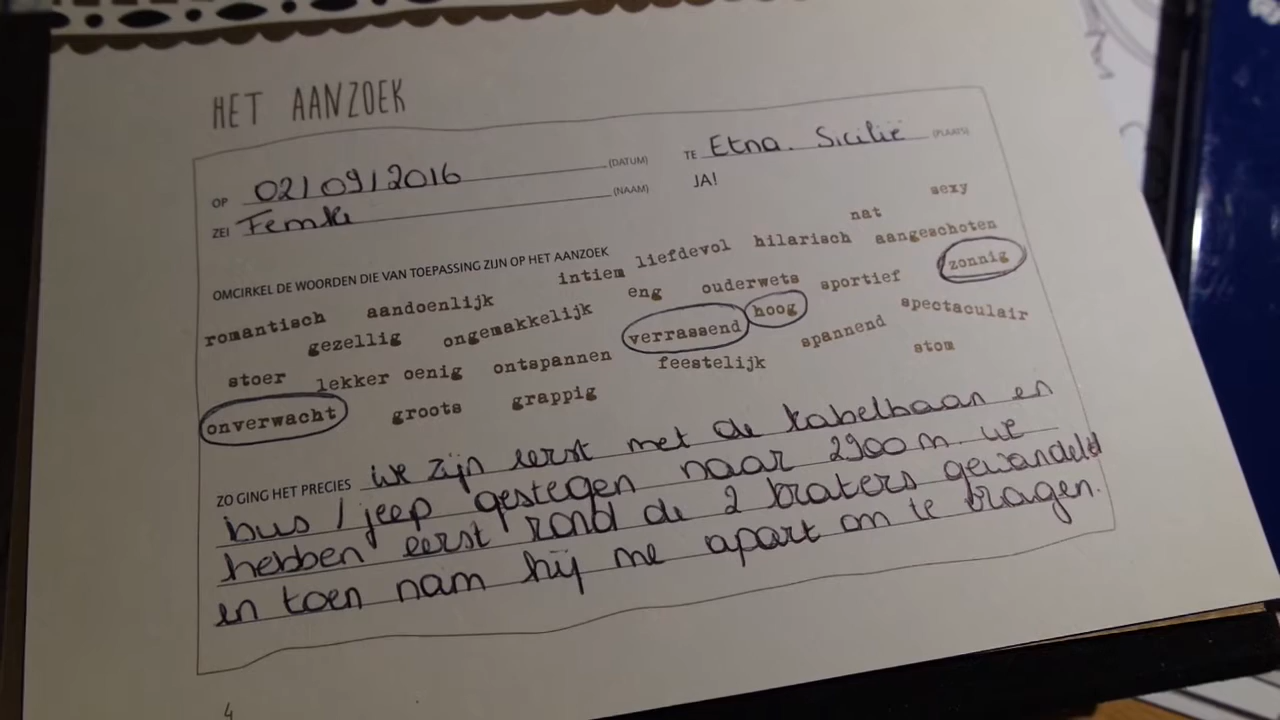 HET AANZOEK
OP 02/09/2016 (DATUM) TE Etna. Sicilië (PLAATS)
ZEI Femke (NAAM) JA!
OMCIRKEL DE WOORDEN DIE VAN TOEPASSING ZIJN OP HET AANZOEK
nat sexy
intiem liefdevol hilarisch aangeschoten
romantisch aandoenlijk eng ouderwets sportief zonnig
gezellig ongemakkelijk verrassend hoog spectaculair
stoer lekker oenig ontspannen feestelijk spannend stom
onverwacht groots grappig
ZO GING HET PRECIES we zijn eerst met de kabelbaan en
bus / jeep gestegen naar 2900 m. we
hebben eerst rond de 2 kraters gewandeld
en toen nam hij me apart om te vragen.
4